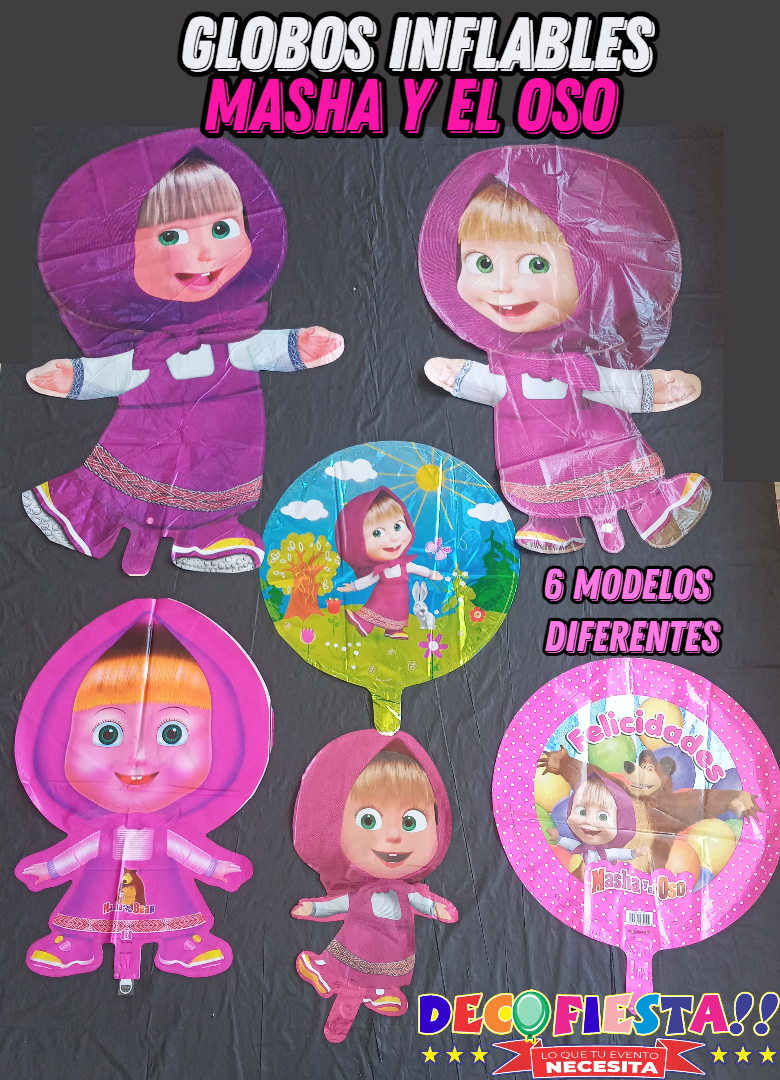 GLOBOS INFLABLES
MASHA Y EL OSO
6 MODELOS
DIFERENTES
Felicidades
Masha y el Oso
Masha and Bear
DECOFIESTA!!
LO QUE TU EVENTO
NECESITA